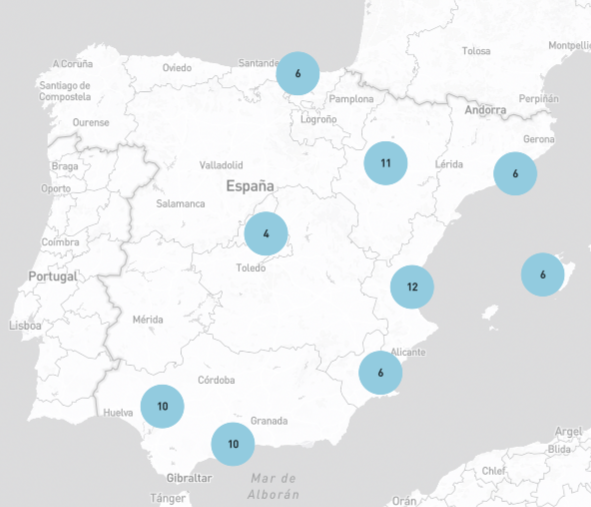 Montpelli
Tolosa
A Coruña
Oviedo
Santande
6
Santiago de
Compostela
Pamplona
Perpiñán
Andorra
Logroño
Ourense
Gerona
Braga
Valladolid
11
Lérida
6
Oporto
España
Salamanca
4
Coimbra
Toledo
Portugal
6
12
Mérida
Lisboa
Alicante
6
Córdoba
10
Huelva
Granada
10
Argel
Blida
Gibraltar
Mar de
Alborán
Chlef
Tánger
Orán